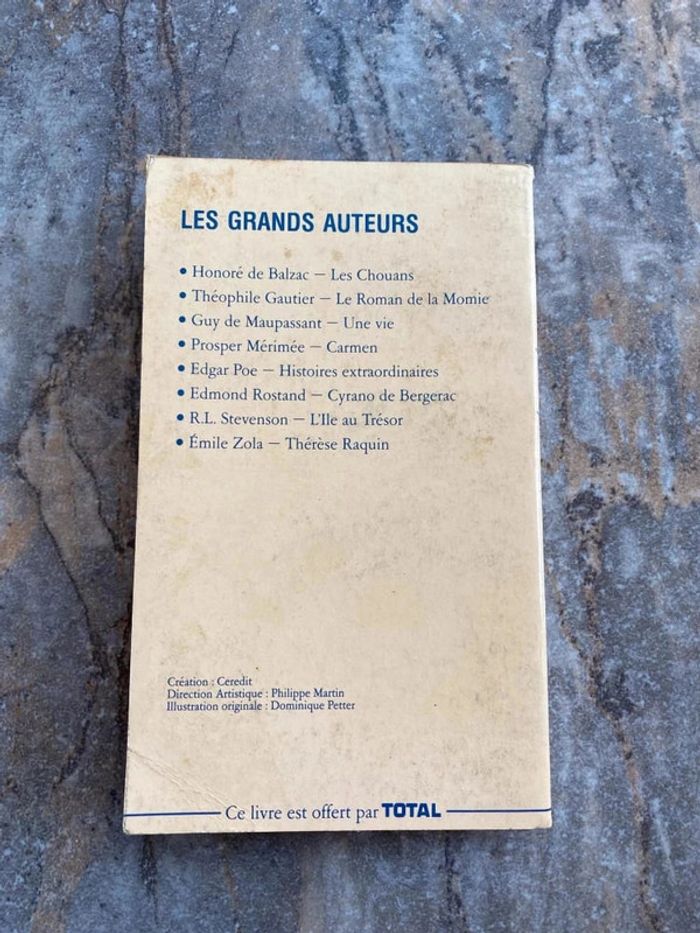 LES GRANDS AUTEURS
• Honoré de Balzac — Les Chouans
• Théophile Gautier — Le Roman de la Momie
• Guy de Maupassant — Une vie
• Prosper Mérimée — Carmen
• Edgar Poe — Histoires extraordinaires
• Edmond Rostand — Cyrano de Bergerac
• R.L. Stevenson — L'Ile au Trésor
• Émile Zola — Thérèse Raquin
Création : Ceredit
Direction Artistique : Philippe Martin
Illustration originale : Dominique Petter
Ce livre est offert par TOTAL